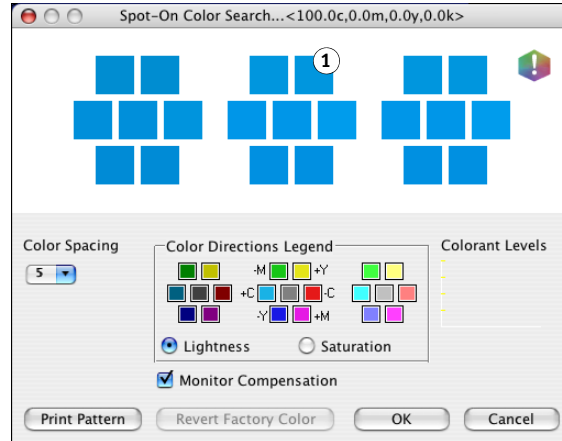 Spot-On Color Search...<100.0c,0.0m,0.0y,0.0k>
1
Color Spacing
5
Color Directions Legend
-M +Y
+C -C
-Y +M
Lightness Saturation
Colorant Levels
Monitor Compensation
Print Pattern Revert Factory Color OK Cancel